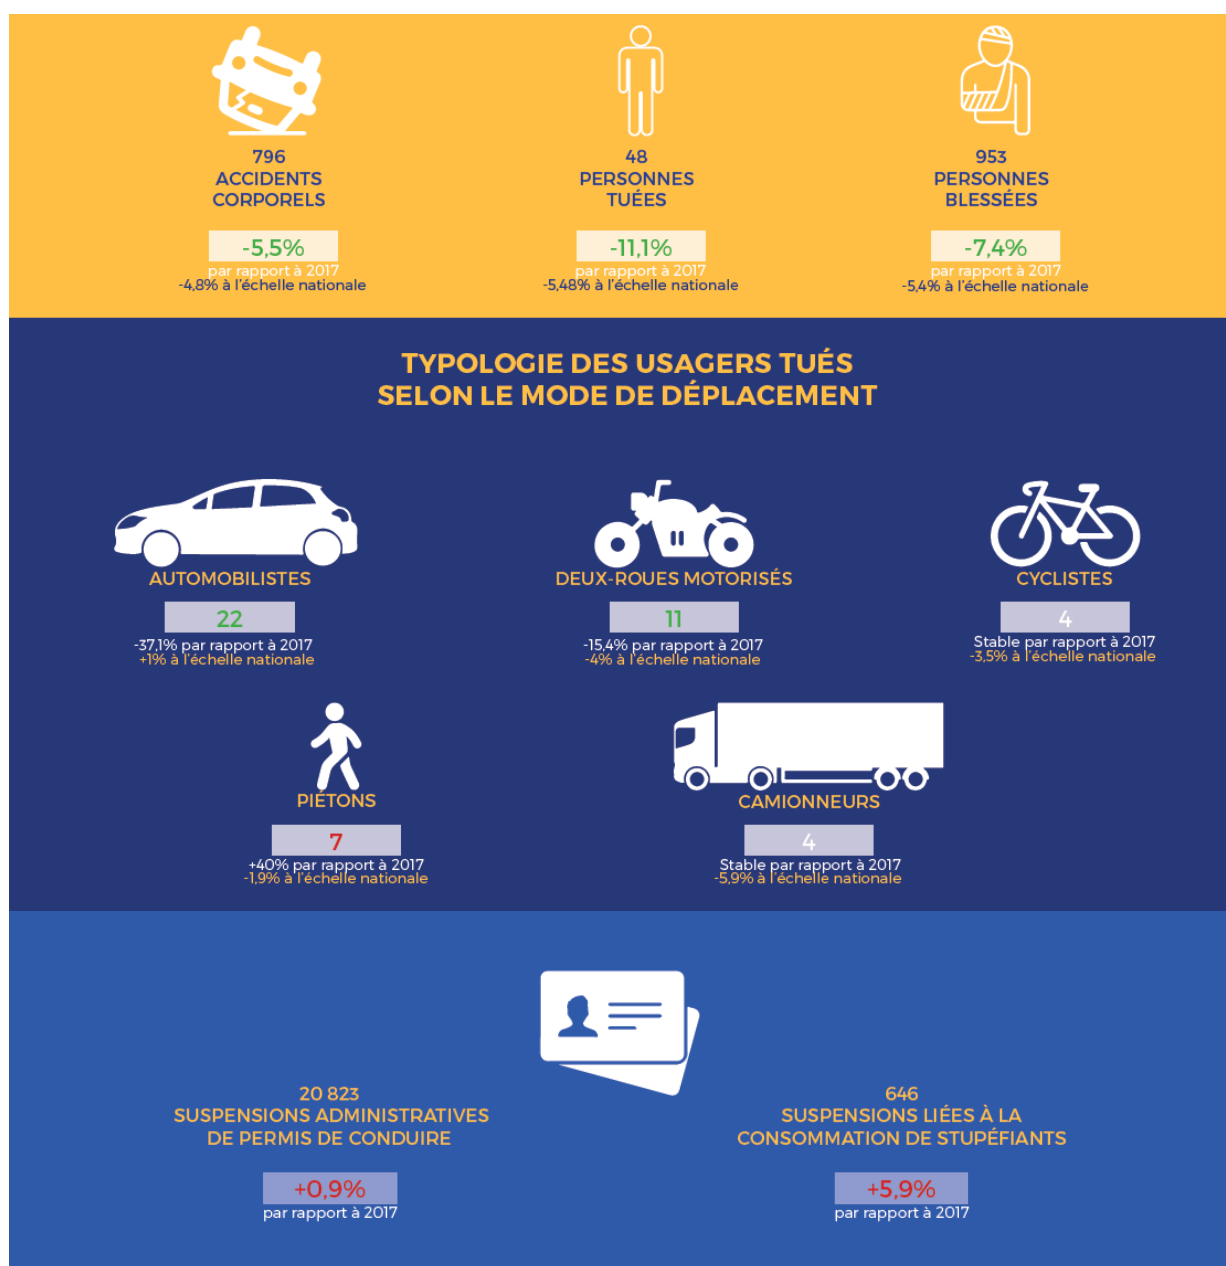 796
ACCIDENTS
CORPORELS
-5,5%
par rapport à 2017
-4,8% à l'échelle nationale
48
PERSONNES
TUÉES
-11,1%
par rapport à 2017
-5,48% à l'échelle nationale
953
PERSONNES
BLESSÉES
-7,4%
par rapport à 2017
-5,4% à l'échelle nationale
TYPOLOGIE DES USAGERS TUÉS
SELON LE MODE DE DÉPLACEMENT
AUTOMOBILISTES
22
-37,1% par rapport à 2017
+1% à l'échelle nationale
DEUX-ROUES MOTORISÉS
11
-15,4% par rapport à 2017
-4% à l'échelle nationale
CYCLISTES
4
Stable par rapport à 2017
-3,5% à l'échelle nationale
PIÉTONS
7
+40% par rapport à 2017
-1,9% à l'échelle nationale
CAMIONNEURS
4
Stable par rapport à 2017
-5,9% à l'échelle nationale
20 823
SUSPENSIONS ADMINISTRATIVES
DE PERMIS DE CONDUIRE
+0,9%
par rapport à 2017
646
SUSPENSIONS LIÉES À LA
CONSOMMATION DE STUPÉFIANTS
+5,9%
par rapport à 2017